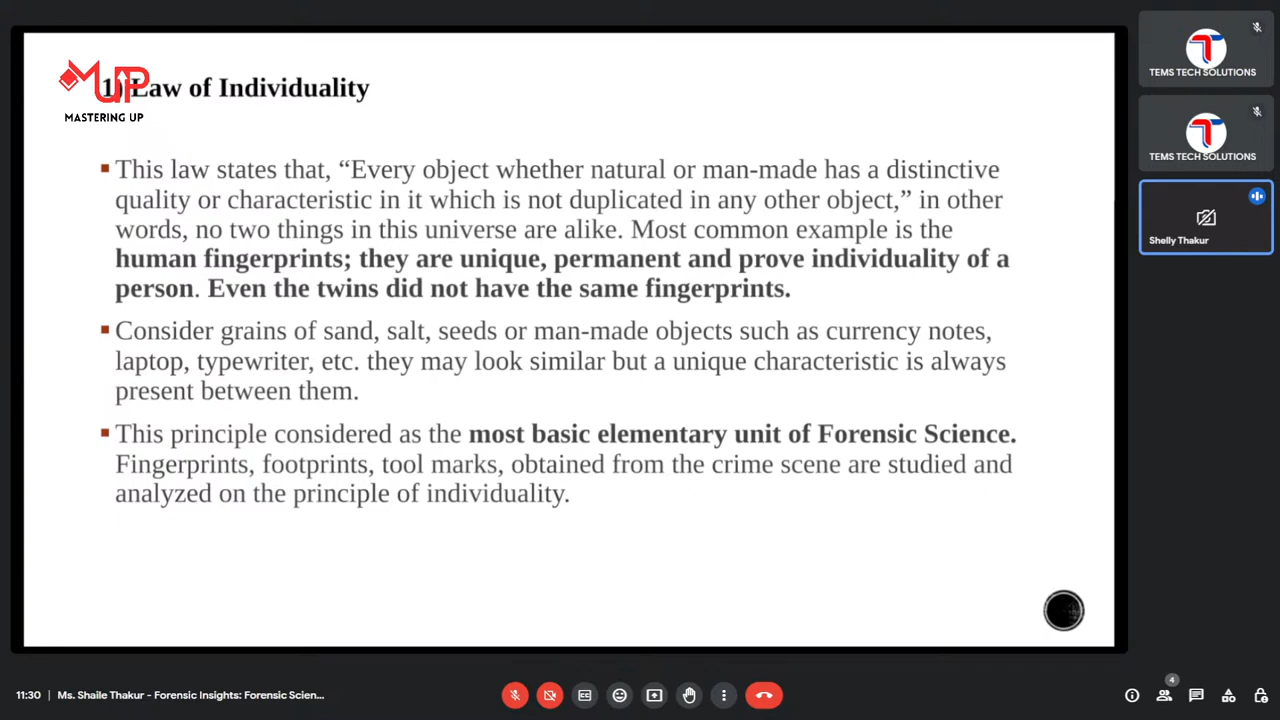 MUP
MASTERING UP
1) Law of Individuality
▪ This law states that, “Every object whether natural or man-made has a distinctive
quality or characteristic in it which is not duplicated in any other object,” in other
words, no two things in this universe are alike. Most common example is the
human fingerprints; they are unique, permanent and prove individuality of a
person. Even the twins did not have the same fingerprints.
▪ Consider grains of sand, salt, seeds or man-made objects such as currency notes,
laptop, typewriter, etc. they may look similar but a unique characteristic is always
present between them.
▪ This principle considered as the most basic elementary unit of Forensic Science.
Fingerprints, footprints, tool marks, obtained from the crime scene are studied and
analyzed on the principle of individuality.
TEMS TECH SOLUTIONS
TEMS TECH SOLUTIONS
Shelly Thakur
11:30 | Ms. Shaile Thakur - Forensic Insights: Forensic Scien...
4